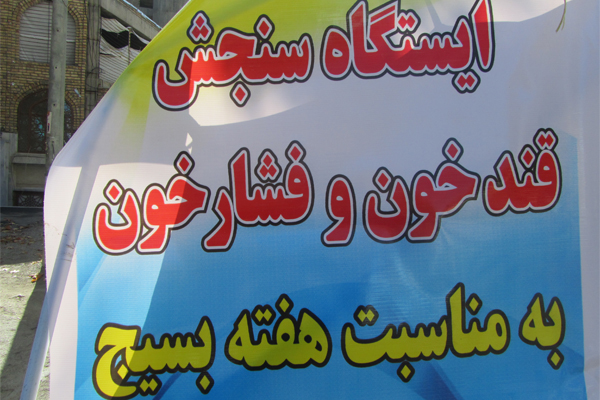 ایستگاه سنجش
قند خون و فشار خون
به مناسبت هفته بسیج